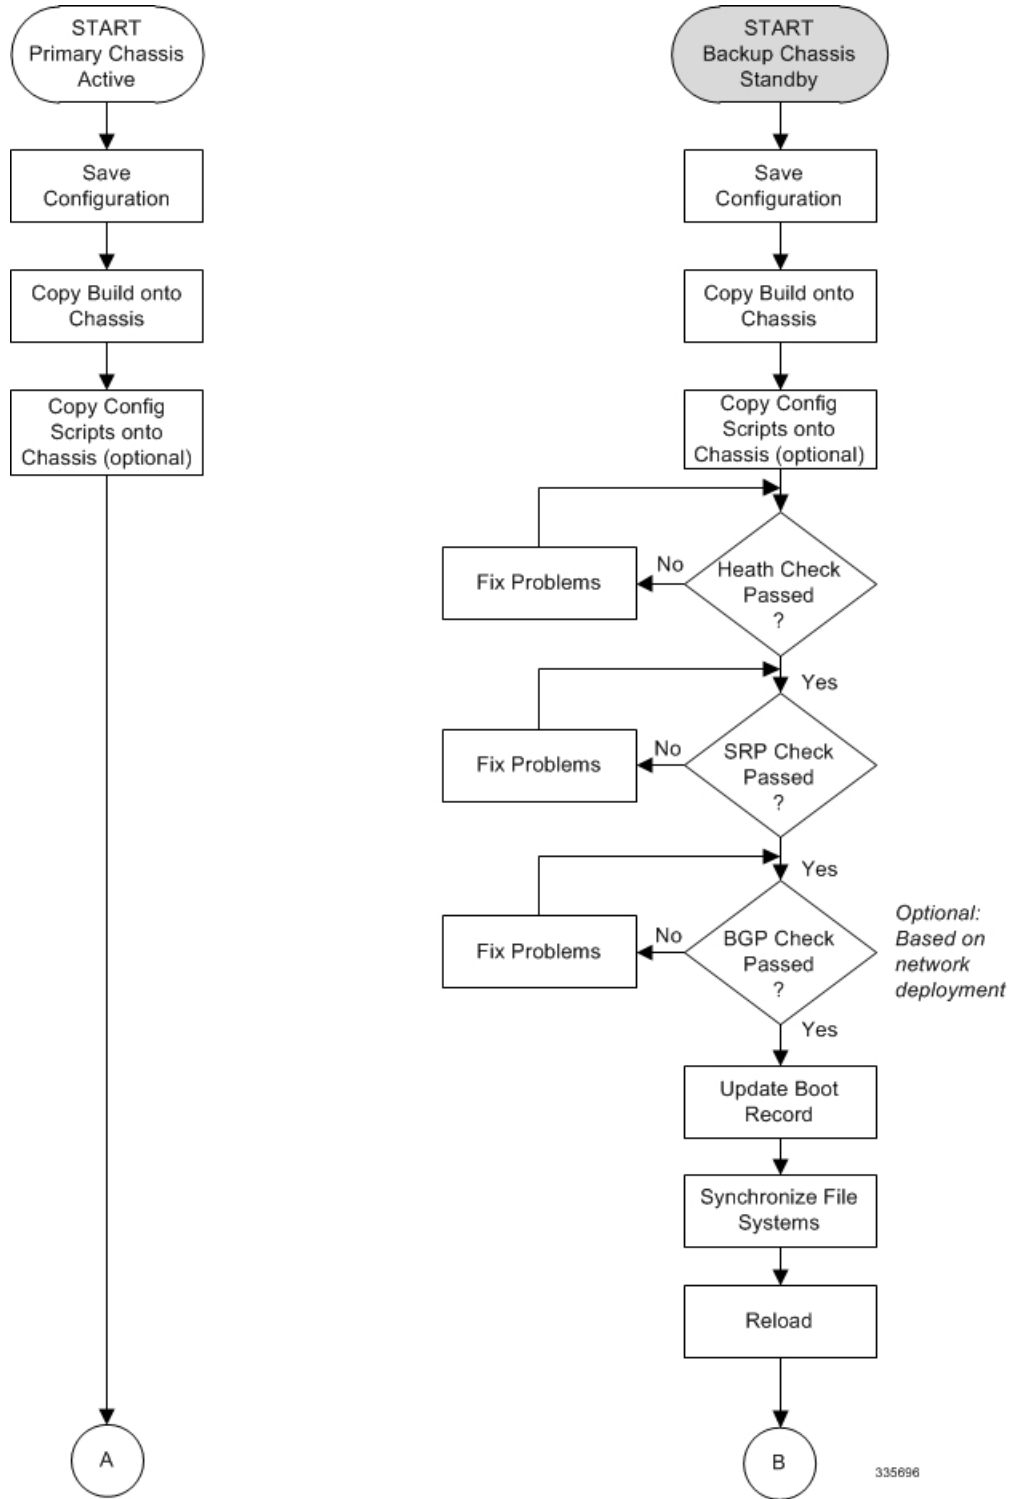 START
Primary Chassis
Active
Save
Configuration
Copy Build onto
Chassis
Copy Config
Scripts onto
Chassis (optional)
A
START
Backup Chassis
Standby
Save
Configuration
Copy Build onto
Chassis
Copy Config
Scripts onto
Chassis (optional)
Heath Check
Passed
?
No
Fix Problems
Yes
SRP Check
Passed
?
No
Fix Problems
Yes
BGP Check
Passed
?
No
Fix Problems
Optional:
Based on
network
deployment
Yes
Update Boot
Record
Synchronize File
Systems
Reload
B
335696